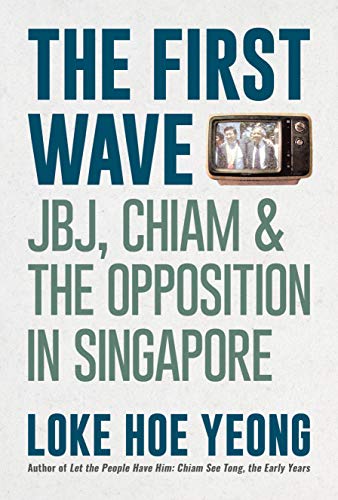 THE FIRST
WAVE
JBJ, CHIAM &
THE OPPOSITION
IN SINGAPORE
LOKE HOE YEONG
Author of Let the People Have Him: Chiam See Tong, the Early Years